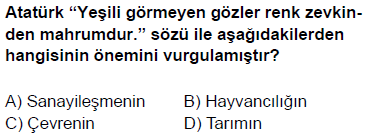 Atatürk “Yeşili görmeyen gözler renk zevkin-
den mahrumdur.” sözü ile aşağıdakilerden
hangisinin önemini vurgulamıştır?
A) Sanayileşmenin B) Hayvancılığın
C) Çevrenin D) Tarımın